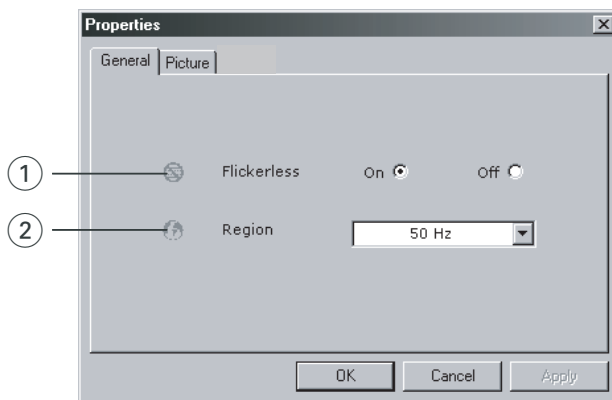 Properties
General Picture
1 Flickerless On Off
2 Region 50 Hz
OK Cancel Apply